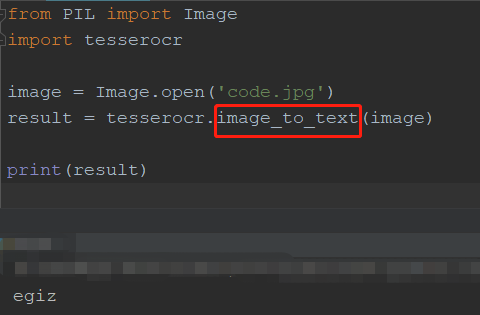 from PIL import Image
import tesserocr
image = Image.open('code.jpg')
result = tesserocr.image_to_text(image)
print(result)
egiz